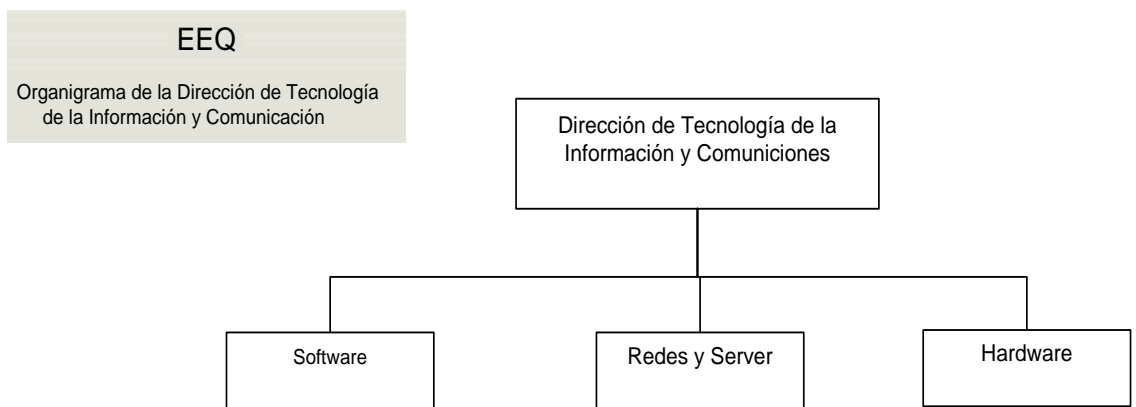 EEQ
Organigrama de la Dirección de Tecnología
de la Información y Comunicación
Dirección de Tecnología de la
Información y Comuniciones
Software
Redes y Server
Hardware